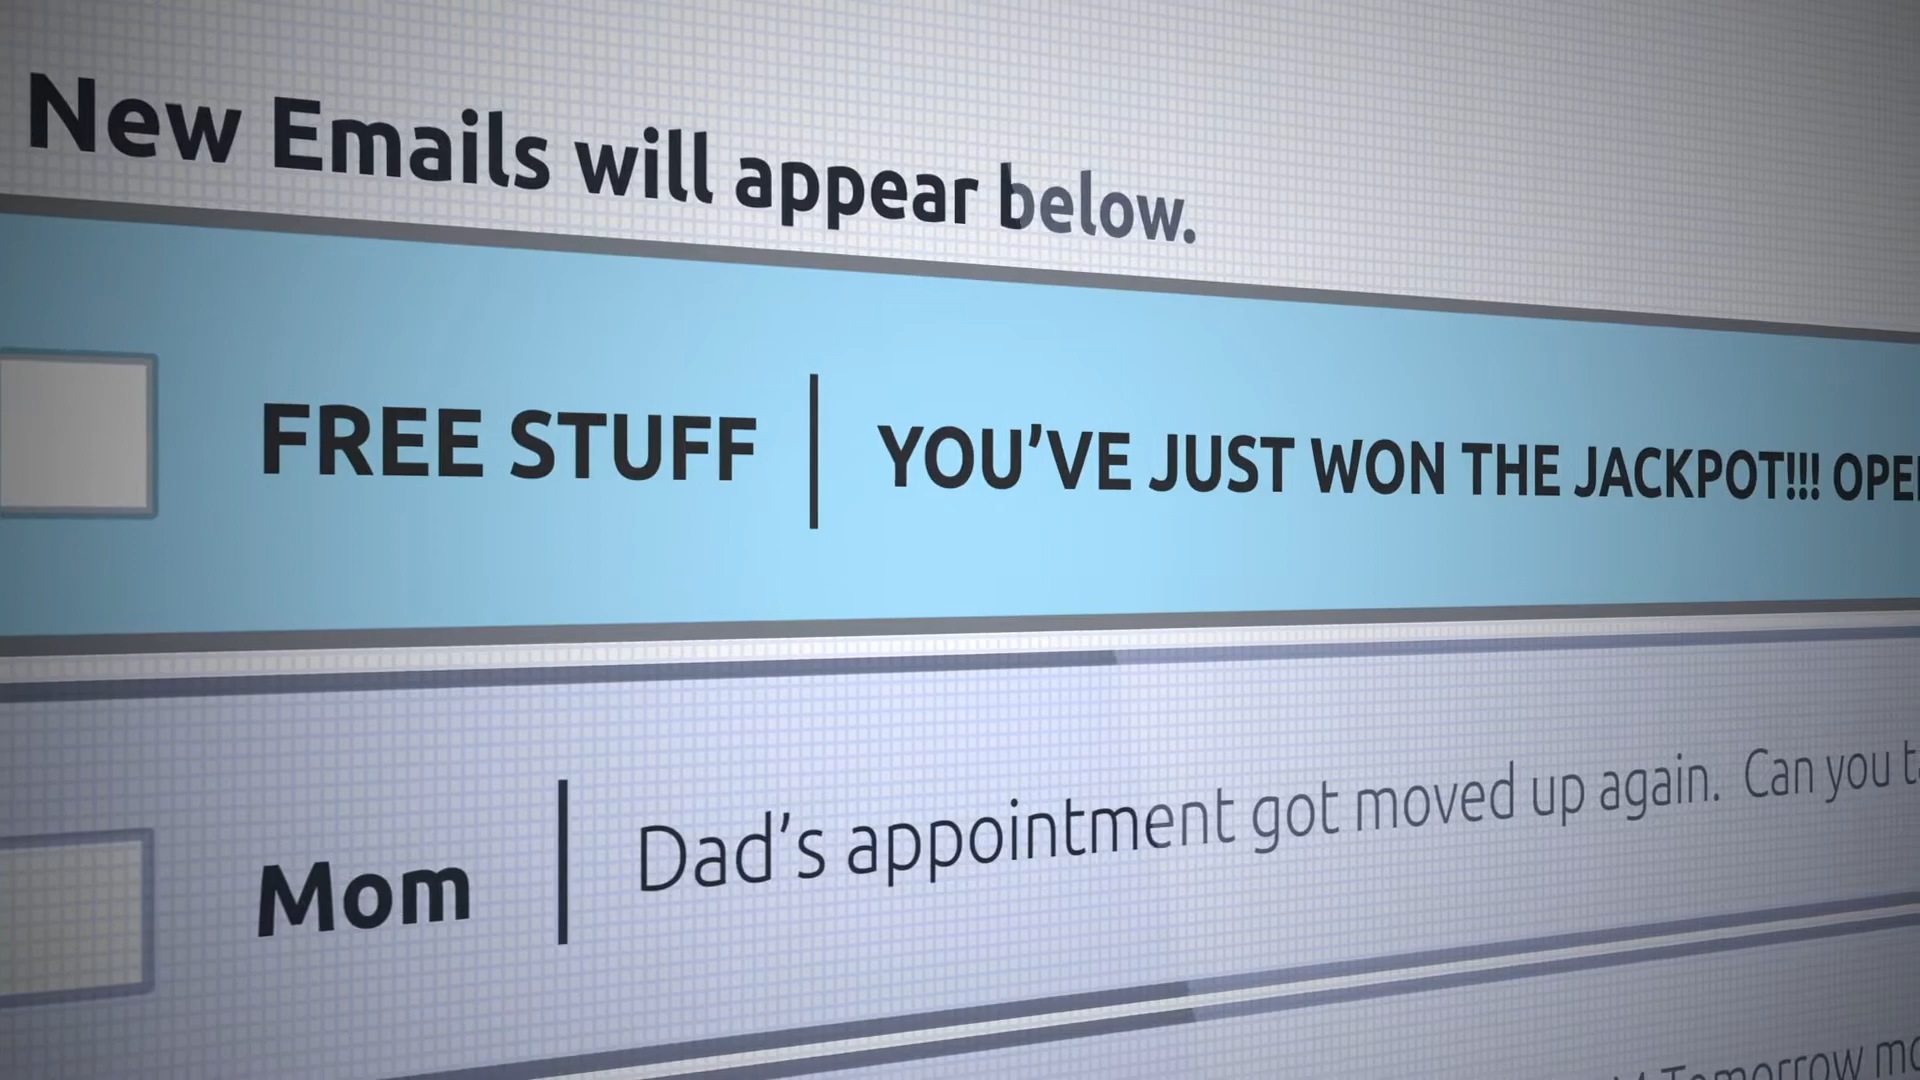 New Emails will appear below.
FREE STUFF | YOU’VE JUST WON THE JACKPOT!!!
Mom | Dad’s appointment got moved up again. Can you
Tomorrow